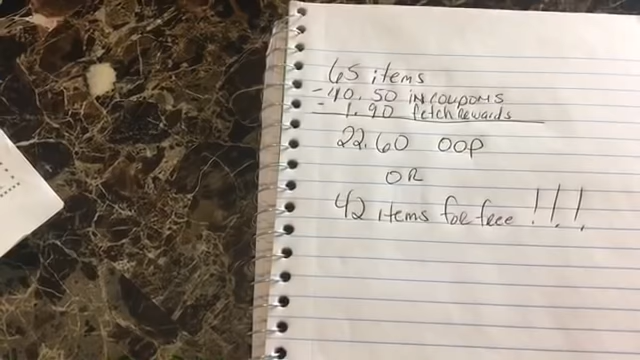 65 items
- 40.50 IN COUPONS
- 1.90 fetch rewards
22.60 OOP
OR
42 items for free !!!